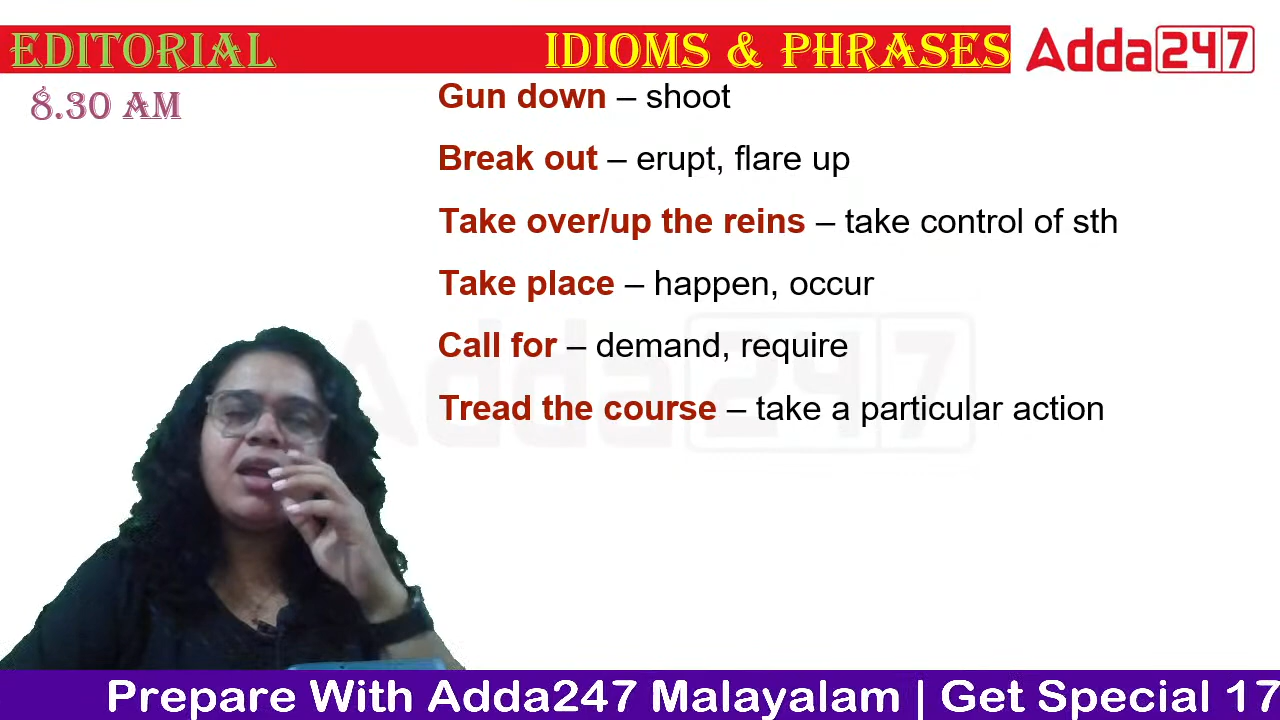 EDITORIAL IDIOMS & PHRASES Adda247
8.30 AM
Gun down – shoot
Break out – erupt, flare up
Take over/up the reins – take control of sth
Take place – happen, occur
Call for – demand, require
Tread the course – take a particular action
Adda247
Prepare With Adda247 Malayalam | Get Special 17